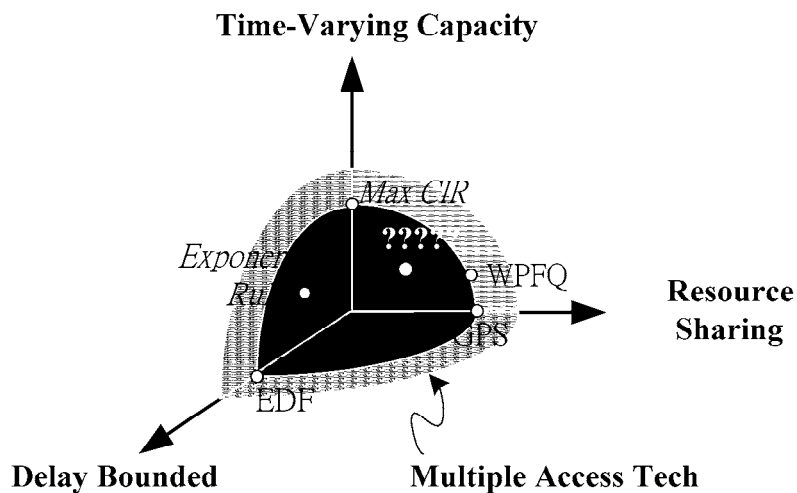 Time-Varying Capacity
Max CIR
????
WPFQ
Resource
Sharing
GPS
EDF
Delay Bounded
Multiple Access Tech